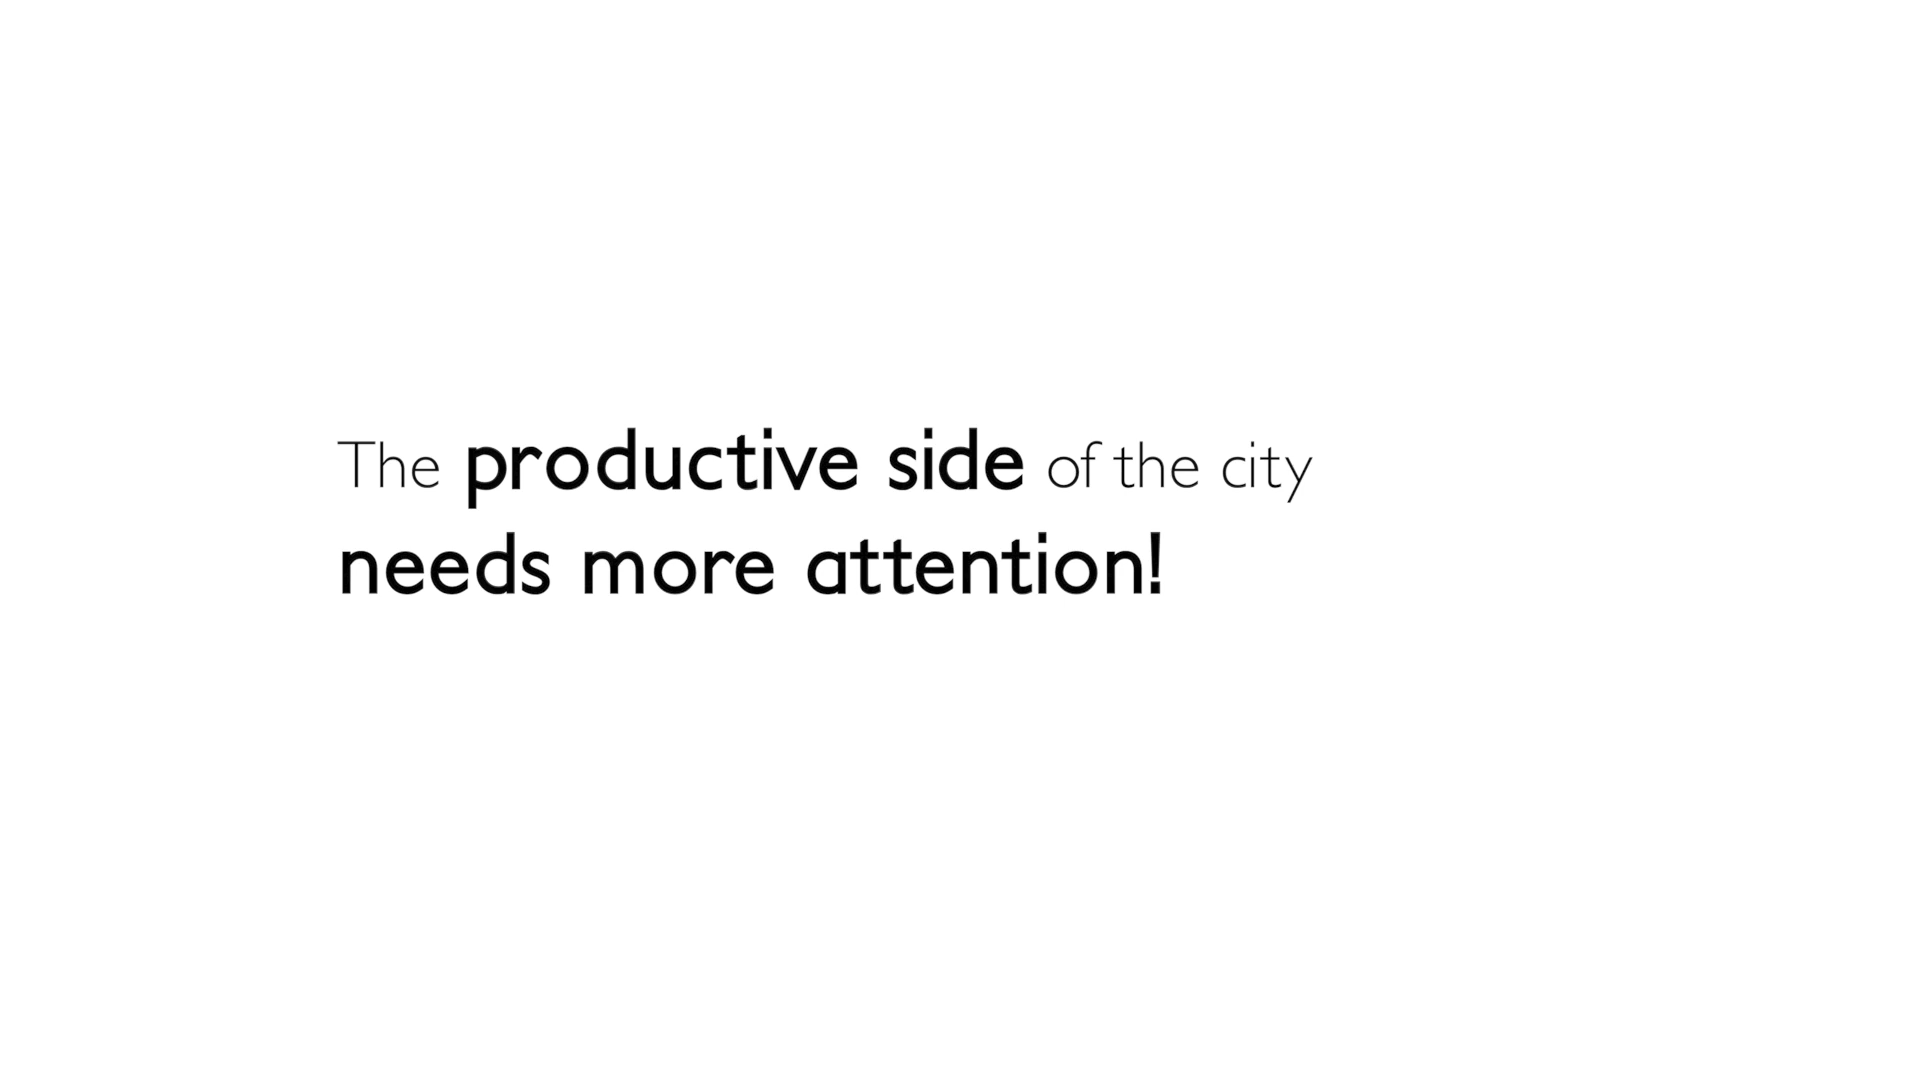 The productive side of the city
needs more attention!